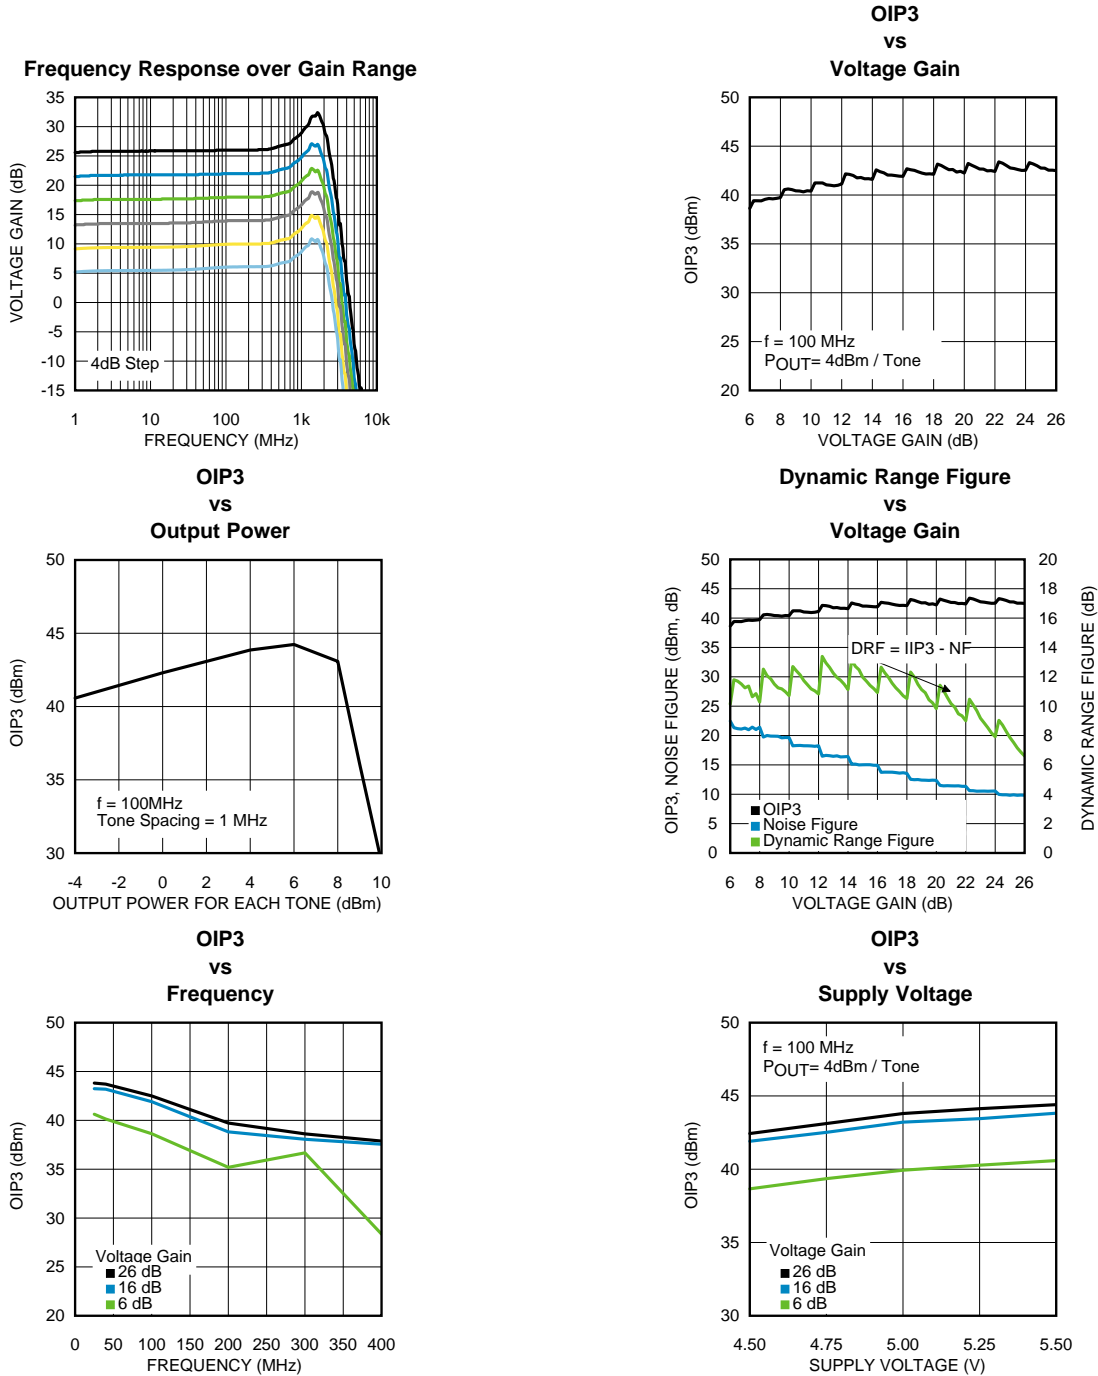 Frequency Response over Gain Range
35
30
25
20
15
10
5
0
-5
-10
-15
VOLTAGE GAIN (dB)
4dB Step
1 10 100 1k 10k
FREQUENCY (MHz)
OIP3
vs
Voltage Gain
50
45
40
35
30
25
20
OIP3 (dBm)
f = 100 MHz
POUT= 4dBm / Tone
6 8 10 12 14 16 18 20 22 24 26
VOLTAGE GAIN (dB)
OIP3
vs
Output Power
50
45
40
35
30
OIP3 (dBm)
f = 100MHz
Tone Spacing = 1 MHz
-4 -2 0 2 4 6 8 10
OUTPUT POWER FOR EACH TONE (dBm)
Dynamic Range Figure
vs
Voltage Gain
50
45
40
35
30
25
20
15
10
5
0
OIP3, NOISE FIGURE (dBm, dB)
DRF = IIP3 - NF
OIP3
Noise Figure
Dynamic Range Figure
20
18
16
14
12
10
8
6
4
2
0
DYNAMIC RANGE FIGURE (dB)
6 8 10 12 14 16 18 20 22 24 26
VOLTAGE GAIN (dB)
OIP3
vs
Frequency
50
45
40
35
30
25
20
OIP3 (dBm)
Voltage Gain
26 dB
16 dB
6 dB
0 50 100 150 200 250 300 350 400
FREQUENCY (MHz)
OIP3
vs
Supply Voltage
50
45
40
35
30
OIP3 (dBm)
f = 100 MHz
POUT= 4dBm / Tone
Voltage Gain
26 dB
16 dB
6 dB
4.50 4.75 5.00 5.25 5.50
SUPPLY VOLTAGE (V)